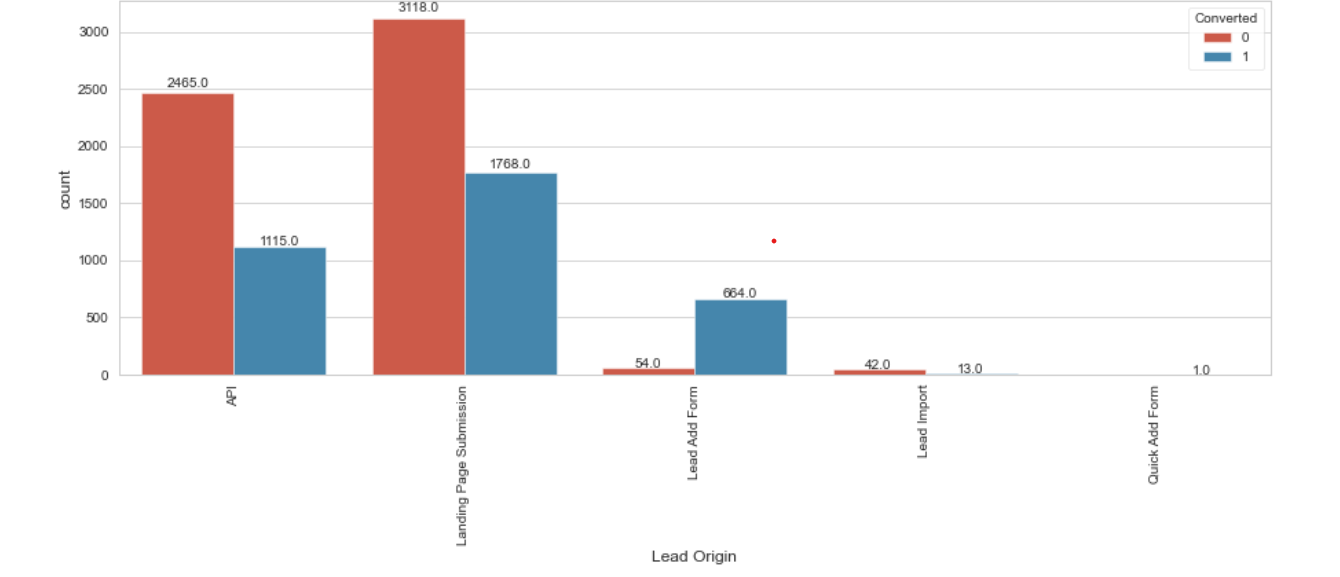 3118.0
Converted
0
1
3000
2465.0
2500
2000
1768.0
count
1500
1115.0
1000
664.0
500
54.0
42.0
13.0
1.0
0
API
Landing Page Submission
Lead Add Form
Lead Import
Quick Add Form
Lead Origin